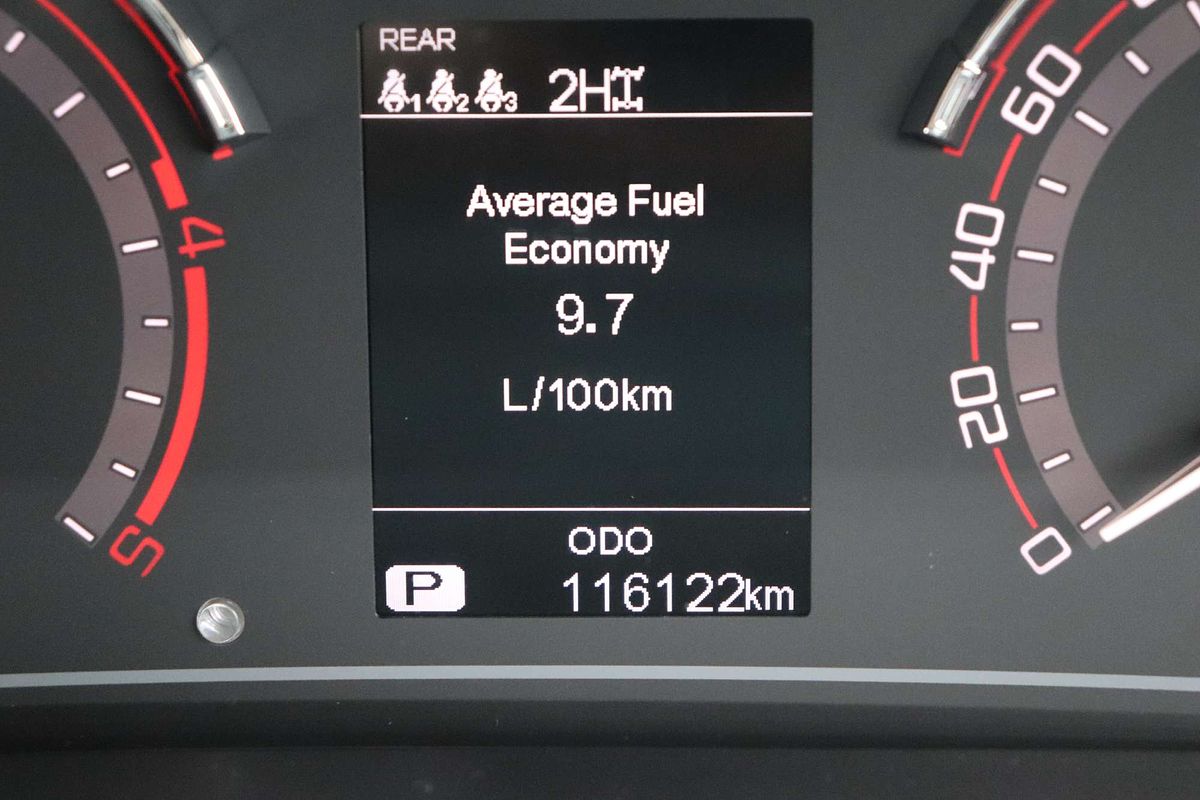 REAR
1 2 3 2H
Average Fuel
Economy
9.7
L/100km
ODO
P 116122km
4
5
60
40
20
0